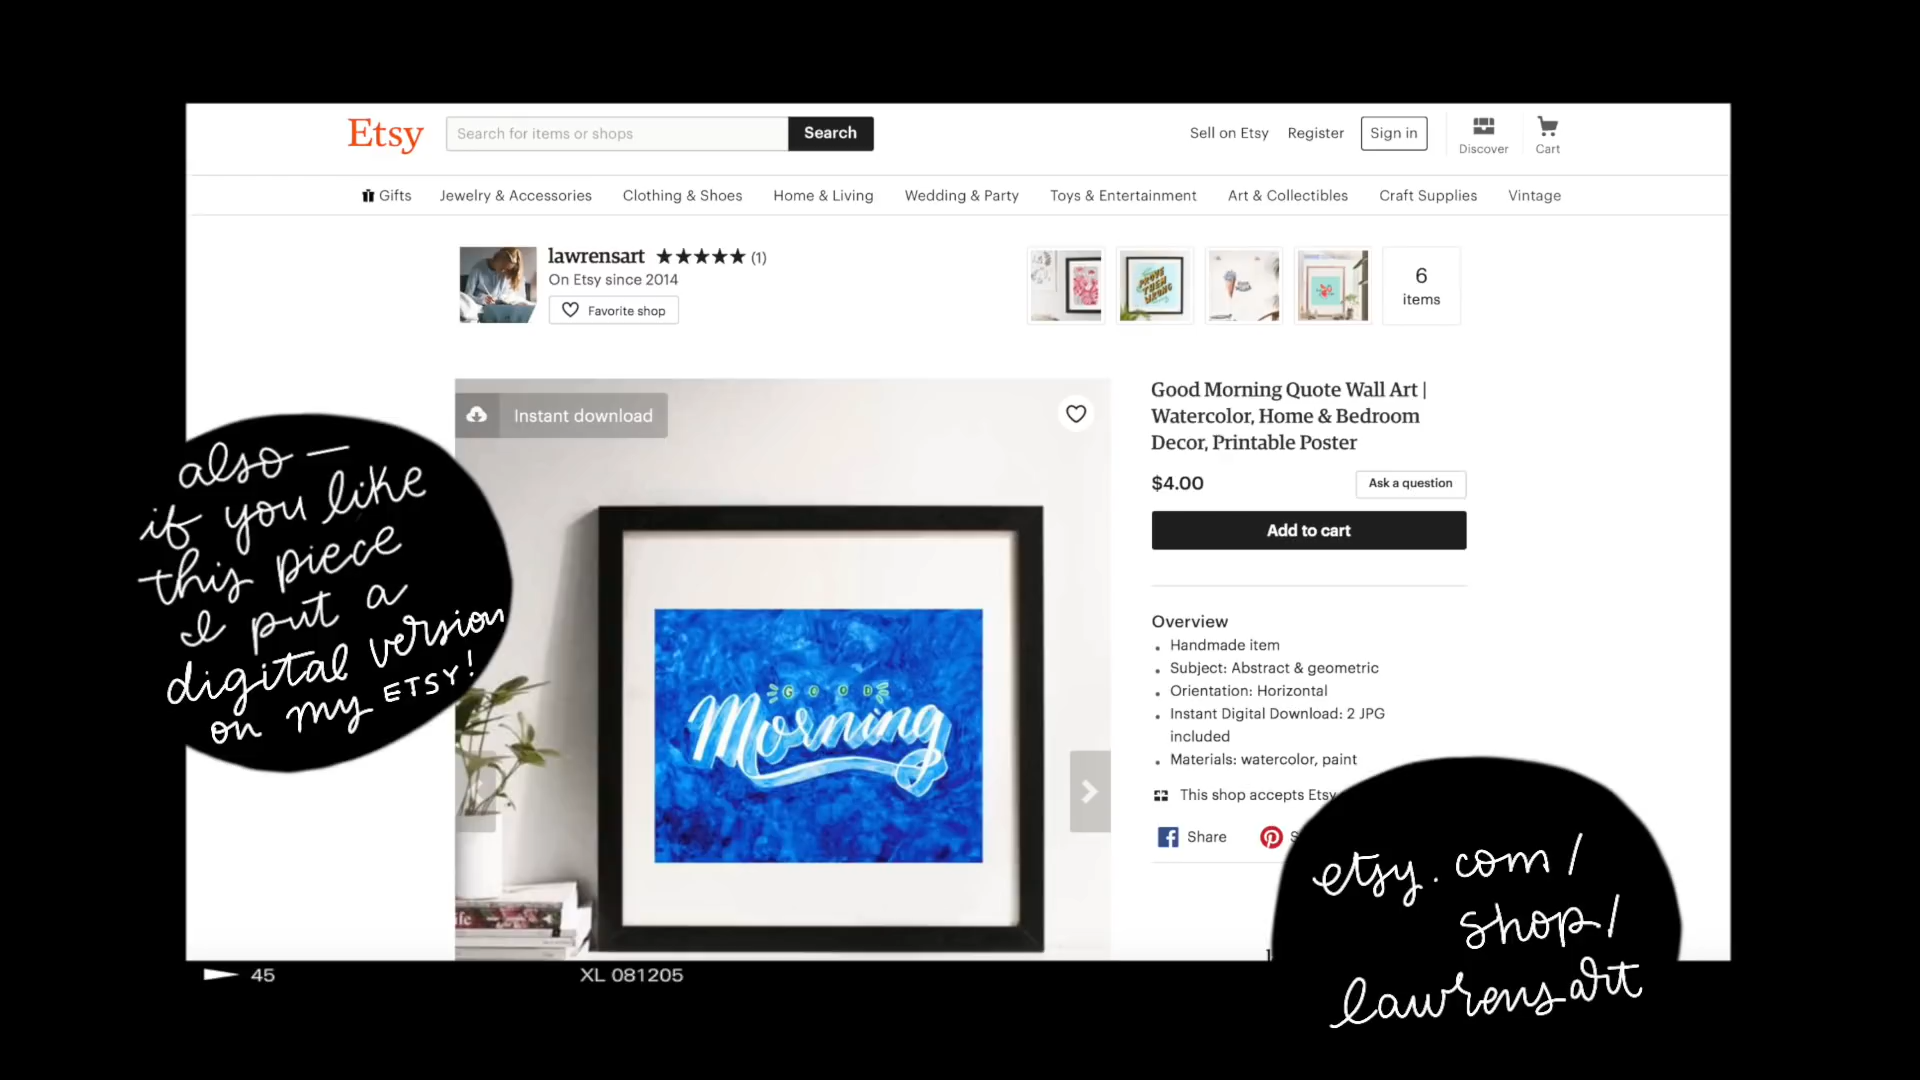 Etsy
Search for items or shops
Search
Sell on Etsy
Register
Sign in
Discover
Cart
Gifts
Jewelry & Accessories
Clothing & Shoes
Home & Living
Wedding & Party
Toys & Entertainment
Art & Collectibles
Craft Supplies
Vintage
lawrensart ★★★★★ (1)
On Etsy since 2014
Favorite shop
PROVE
THEM
WRONG
6
items
Instant download
Good Morning Quote Wall Art |
Watercolor, Home & Bedroom
Decor, Printable Poster
$4.00
Ask a question
Add to cart
Overview
• Handmade item
• Subject: Abstract & geometric
• Orientation: Horizontal
• Instant Digital Download: 2 JPG
included
• Materials: watercolor, paint
This shop accepts Etsy
Share
GOOD
Morning
also —
if you like
this piece
I put a
digital version
on my ETSY!
etsy.com/
shop/
lawrensart
45
XL 081205